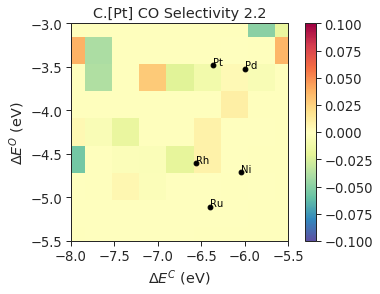 C.[Pt] CO Selectivity 2.2
-3.0
-3.5
-4.0
-4.5
-5.0
-5.5
ΔE^O (eV)
Pt
Pd
Rh
Ni
Ru
-8.0 -7.5 -7.0 -6.5 -6.0 -5.5
ΔE^C (eV)
0.100
0.075
0.050
0.025
0.000
-0.025
-0.050
-0.075
-0.100